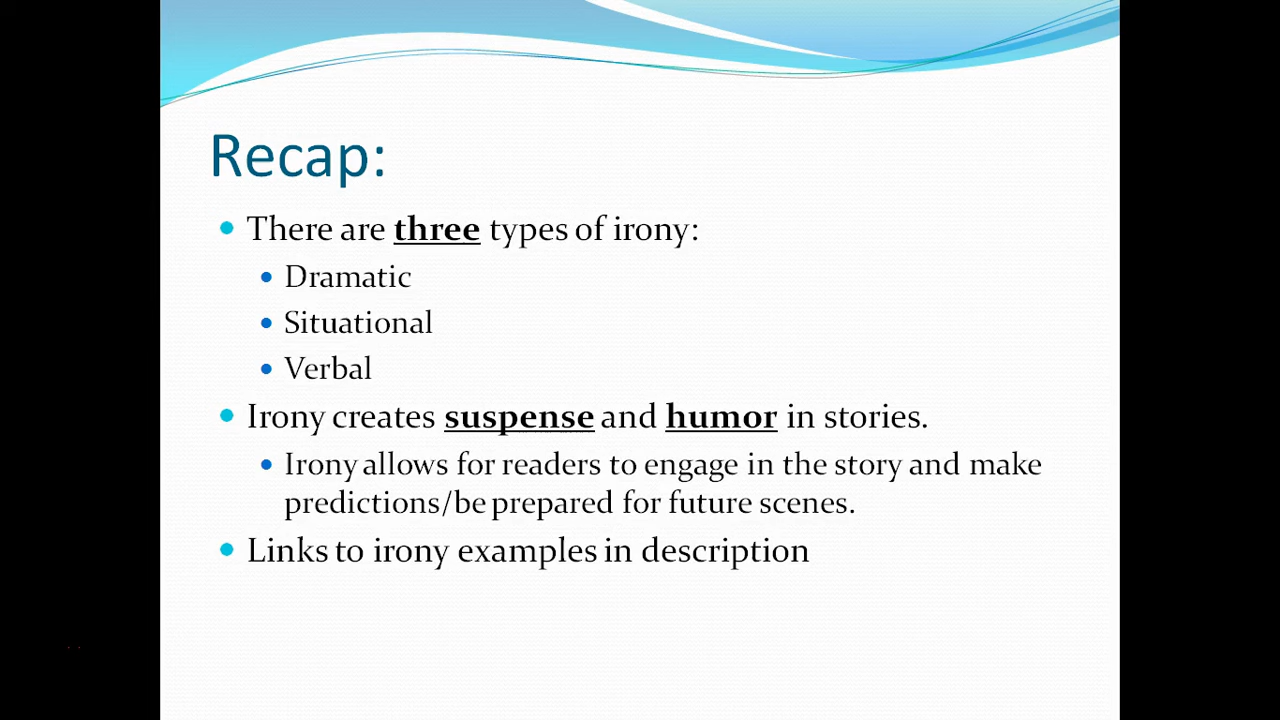 Recap:
There are three types of irony:
Dramatic
Situational
Verbal
Irony creates suspense and humor in stories.
Irony allows for readers to engage in the story and make
predictions/be prepared for future scenes.
Links to irony examples in description